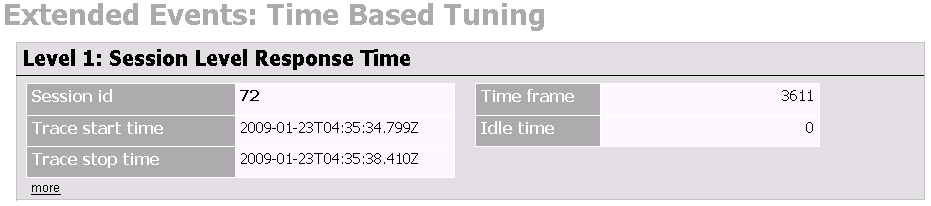 Extended Events: Time Based Tuning
Level 1: Session Level Response Time
Session id 72 Time frame 3611
Trace start time 2009-01-23T04:35:34.799Z Idle time 0
Trace stop time 2009-01-23T04:35:38.410Z
more